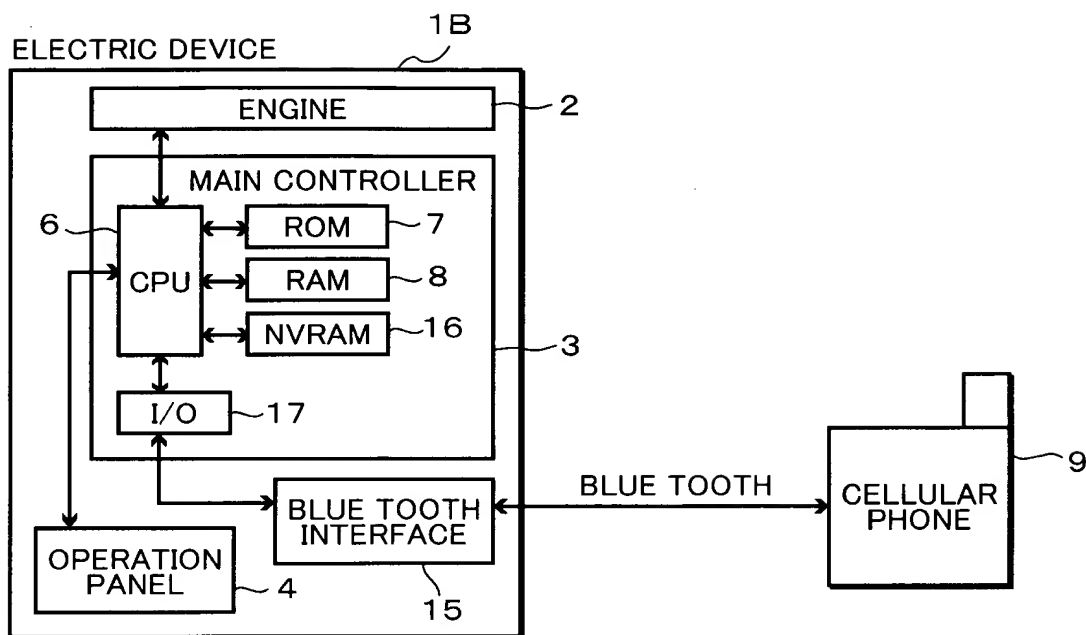 1B
ELECTRIC DEVICE
ENGINE
2
MAIN CONTROLLER
6
ROM
7
CPU
RAM
8
NVRAM
16
3
I/O
17
BLUE TOOTH
INTERFACE
15
OPERATION
PANEL
4
BLUE TOOTH
CELLULAR
PHONE
9